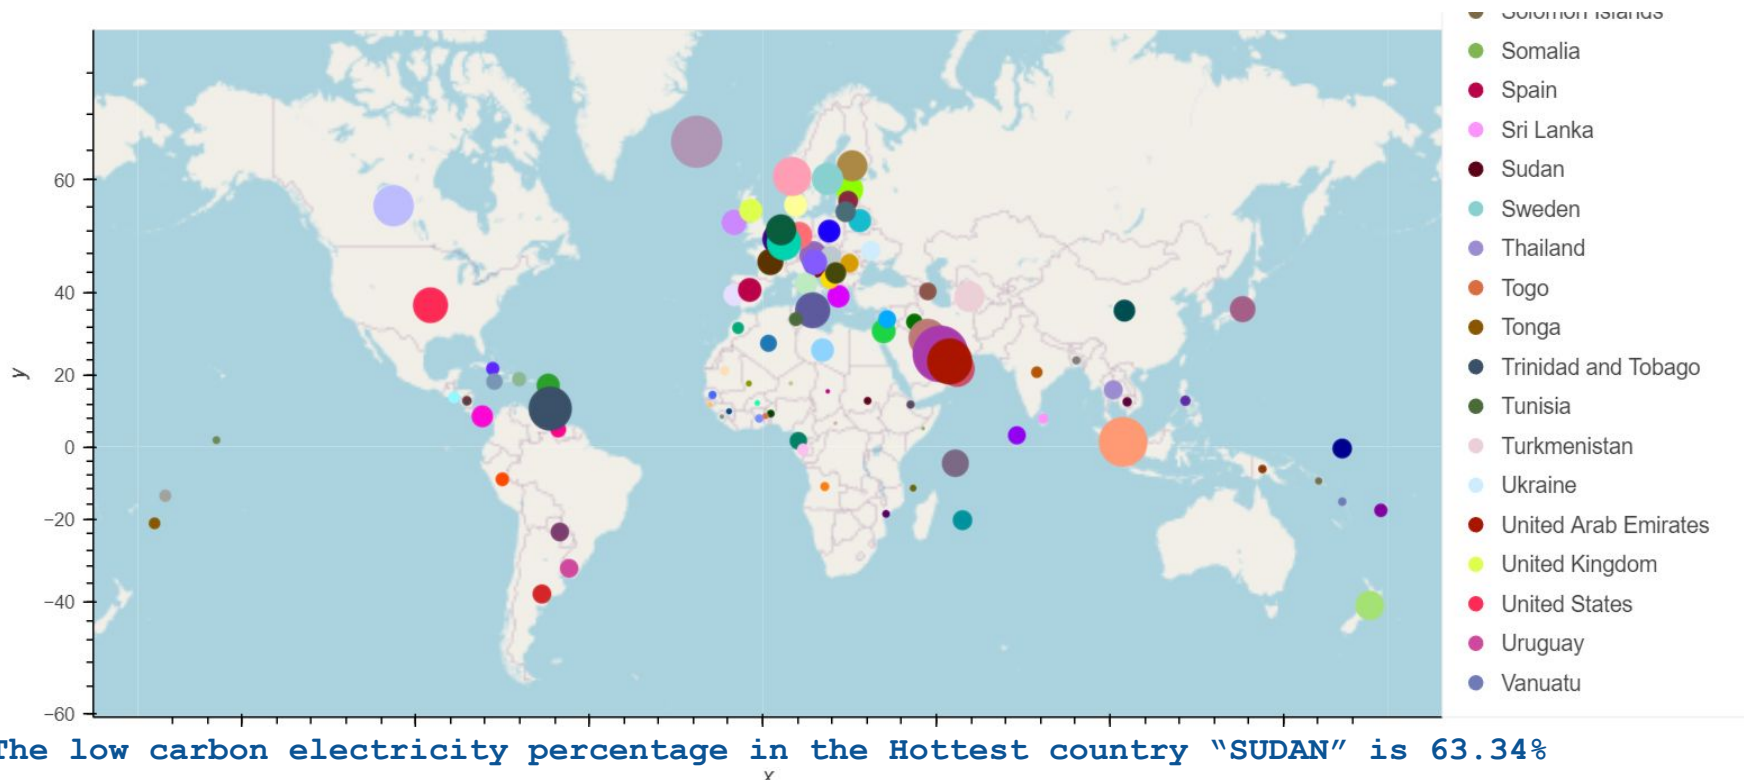 Solomon Islands
Somalia
Spain
Sri Lanka
Sudan
Sweden
Thailand
Togo
Tonga
Trinidad and Tobago
Tunisia
Turkmenistan
Ukraine
United Arab Emirates
United Kingdom
United States
Uruguay
Vanuatu
60
40
20
0
−20
−40
−60
y
The low carbon electricity percentage in the Hottest country “SUDAN” is 63.34%
x